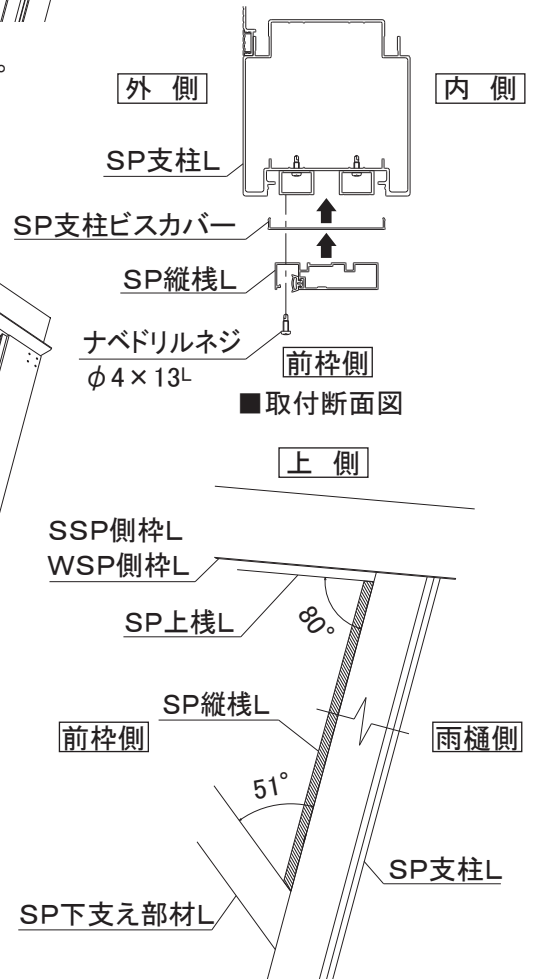 。
外 側
内 側
SP支柱L
SP支柱ビスカバー
SP縦桟L
ナベドリルネジ
φ4×13L
前枠側
■取付断面図
上 側
SSP側枠L
WSP側枠L
SP上桟L
80°
SP縦桟L
前枠側
雨樋側
51°
SP支柱L
SP下支え部材L